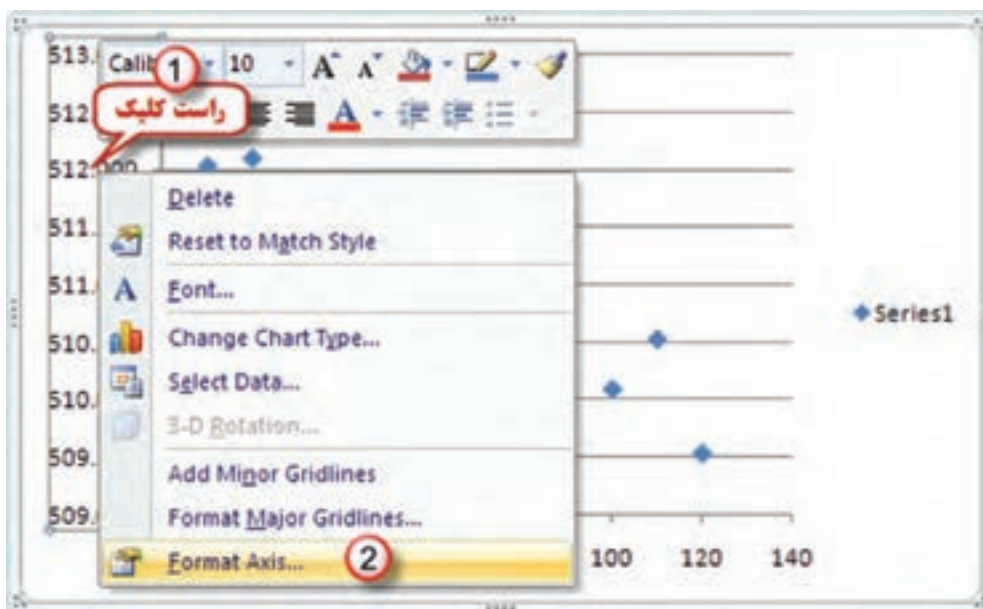 513.
Calib
1
10
A A
512
راست کلیک
A
512.000
Delete
511.
Reset to Match Style
511.
A
Font...
Series1
510.
Change Chart Type...
510.
Select Data...
3-D Rotation...
509.
Add Minor Gridlines
509.
Format Major Gridlines...
Format Axis...
2
100 120 140